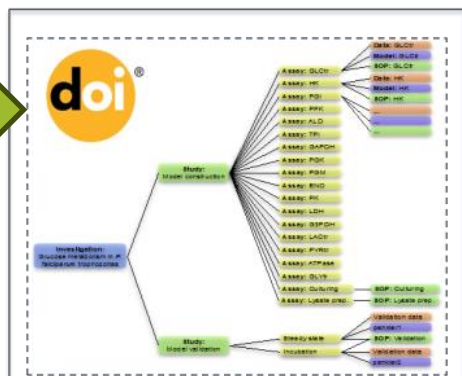 doi®
Investigation:
Glucose metabolism in P.
falciparum trophozoites
Study:
Model construction
Assay: GLCtr
Assay: HK
Assay: PGI
Assay: PFK
Assay: ALD
Assay: TPI
Assay: GAPDH
Assay: PGK
Assay: PGM
Assay: ENO
Assay: PK
Assay: LDH
Assay: G3PDH
Assay: LACtr
Assay: PYRtr
Assay: ATPase
Assay: GLYtr
Assay: Culturing
Assay: Lysate prep.
Data: GLCtr
Model: GLCtr
SOP: GLCtr
Data: HK
Model: HK
SOP: HK
...
...
SOP: Culturing
SOP: Lysate prep.
Study:
Model validation
Steady state
Incubation
Validation data
penkler1
SOP: Validation
Validation data
penkler2